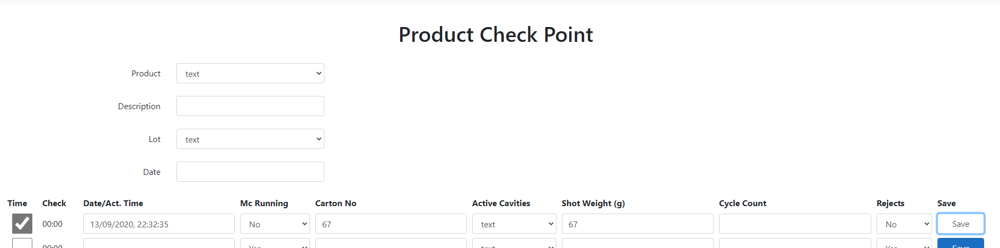 Product Check Point
Product text
Description
Lot text
Date
Time Check Date/Act. Time Mc Running Carton No Active Cavities Shot Weight (g) Cycle Count Rejects Save
00:00 13/09/2020, 22:32:35 No 67 text 67 No Save
00:00 Yes text Yes Save